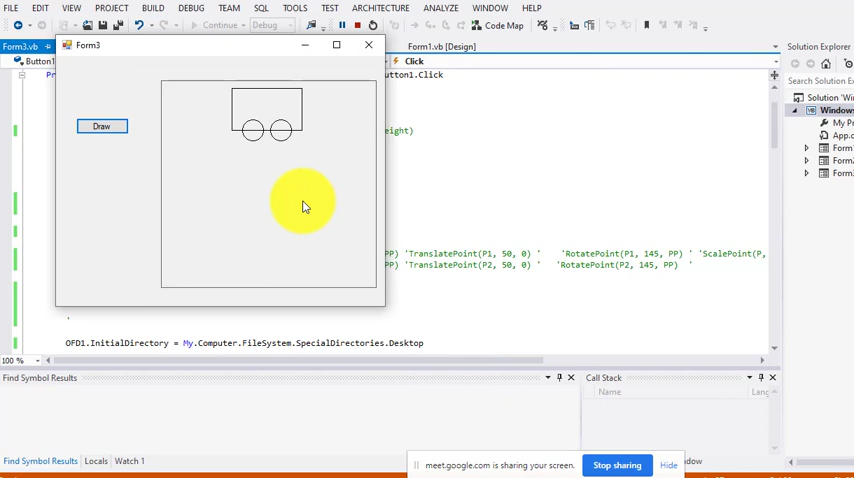 FILE EDIT VIEW PROJECT BUILD DEBUG TEAM SQL TOOLS TEST ARCHITECTURE ANALYZE WINDOW HELP
Continue Debug Code Map
Form3.vb Form1.vb [Design] Solution Explorer
Form3
Button1 Click
Button1.Click
Draw
eight)
PP) 'TranslatePoint(P1, 50, 0) ' 'RotatePoint(P1, 145, PP) ' 'ScalePoint(P,
PP) 'TranslatePoint(P2, 50, 0) ' 'RotatePoint(P2, 145, PP) '
'
OFD1.InitialDirectory = My.Computer.FileSystem.SpecialDirectories.Desktop
100 %
Find Symbol Results Call Stack
Name Lang
Find Symbol Results Locals Watch 1
meet.google.com is sharing your screen. Stop sharing Hide
Search Solution Explorer
Solution 'Win
Windows
My P
App.c
Form
Form
Form